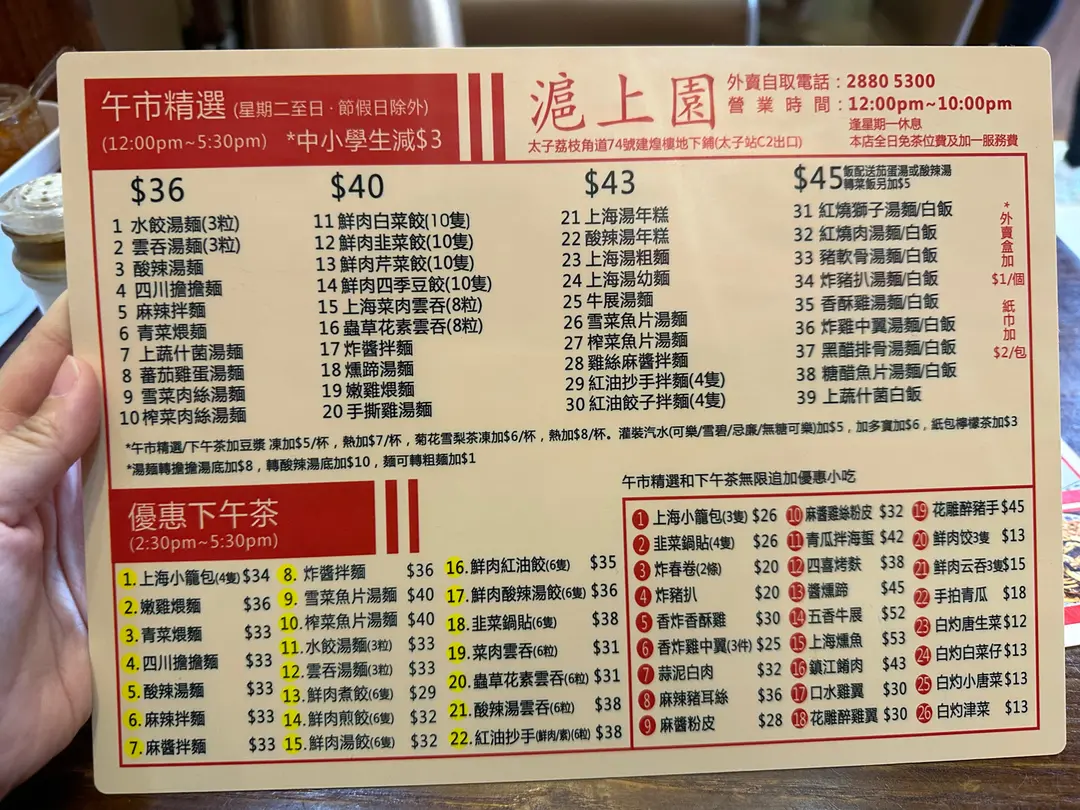 午市精選 (星期二至日·節假日除外)
(12:00pm~5:30pm) *中小學生減$3
滬上園
外賣自取電話：2880 5300
營業時間：12:00pm~10:00pm
逢星期一休息
太子荔枝角道74號建煌樓地下鋪(太子站C2出口)
本店全日免茶位費及加一服務費
$36
1 水餃湯麵(3粒)
2 雲吞湯麵(3粒)
3 酸辣湯麵
4 四川擔擔麵
5 麻辣拌麵
6 青菜煨麵
7 上蔬什菌湯麵
8 蕃茄雞蛋湯麵
9 雪菜肉絲湯麵
10 榨菜肉絲湯麵
$40
11 鮮肉白菜餃(10隻)
12 鮮肉韭菜餃(10隻)
13 鮮肉芹菜餃(10隻)
14 鮮肉四季豆餃(10隻)
15 上海菜肉雲吞(8粒)
16 蟲草花素雲吞(8粒)
17 炸醬拌麵
18 燻蹄湯麵
19 嫩雞煨麵
20 手撕雞湯麵
$43
21 上海湯年糕
22 酸辣湯年糕
23 上海湯粗麵
24 上海湯幼麵
25 牛展湯麵
26 雪菜魚片湯麵
27 榨菜魚片湯麵
28 雞絲麻醬拌麵
29 紅油抄手拌麵(4隻)
30 紅油餃子拌麵(4隻)
$45 飯配送茄蛋湯或酸辣湯
轉菜飯另加$5
31 紅燒獅子湯麵/白飯
32 紅燒肉湯麵/白飯
33 豬軟骨湯麵/白飯
34 炸豬扒湯麵/白飯
35 香酥雞湯麵/白飯
36 炸雞中翼湯麵/白飯
37 黑醋排骨湯麵/白飯
38 糖醋魚片湯麵/白飯
39 上蔬什菌白飯
*外賣盒加$1/個
紙巾加$2/包
*午市精選/下午茶加豆漿 凍加$5/杯，熱加$7/杯，菊花雪梨茶凍加$6/杯，熱加$8/杯。灌裝汽水(可樂/雪碧/忌廉/無糖可樂)加$5，加多寶加$6，紙包檸檬茶加$3
*湯麵轉擔擔湯底加$8，轉酸辣湯底加$10，麵可轉粗麵加$1
優惠下午茶
(2:30pm~5:30pm)
1. 上海小籠包(4隻) $34
2. 嫩雞煨麵 $36
3. 青菜煨麵 $33
4. 四川擔擔麵 $33
5. 酸辣湯麵 $33
6. 麻辣拌麵 $33
7. 麻醬拌麵 $33
8. 炸醬拌麵 $36
9. 雪菜魚片湯麵 $40
10. 榨菜魚片湯麵 $40
11. 水餃湯麵(3粒) $33
12. 雲吞湯麵(3粒) $33
13. 鮮肉煮餃(6隻) $29
14. 鮮肉煎餃(6隻) $32
15. 鮮肉湯餃(6隻) $32
16. 鮮肉紅油餃(6隻) $35
17. 鮮肉酸辣湯餃(6隻) $36
18. 韭菜鍋貼(6隻) $38
19. 菜肉雲吞(6粒) $31
20. 蟲草花素雲吞(6粒) $31
21. 酸辣湯雲吞(6粒) $38
22. 紅油抄手(鮮肉/素)(6粒) $38
午市精選和下午茶無限追加優惠小吃
1 上海小籠包(3隻) $26
2 韭菜鍋貼(4隻) $26
3 炸春卷(2條) $20
4 炸豬扒 $20
5 香炸香酥雞 $30
6 香炸雞中翼(3件) $25
7 蒜泥白肉 $32
8 麻辣豬耳絲 $36
9 麻醬粉皮 $28
10 麻醬雞絲粉皮 $32
11 青瓜拌海蜇 $42
12 四喜烤麩 $38
13 醬燻蹄 $45
14 五香牛展 $52
15 上海燻魚 $53
16 鎮江餚肉 $43
17 口水雞翼 $30
18 花雕醉雞翼 $30
19 花雕醉豬手 $45
20 鮮肉饺3隻 $13
21 鮮肉云吞3隻 $15
22 手拍青瓜 $18
23 白灼唐生菜 $12
24 白灼白菜仔 $13
25 白灼小唐菜 $13
26 白灼津菜 $13